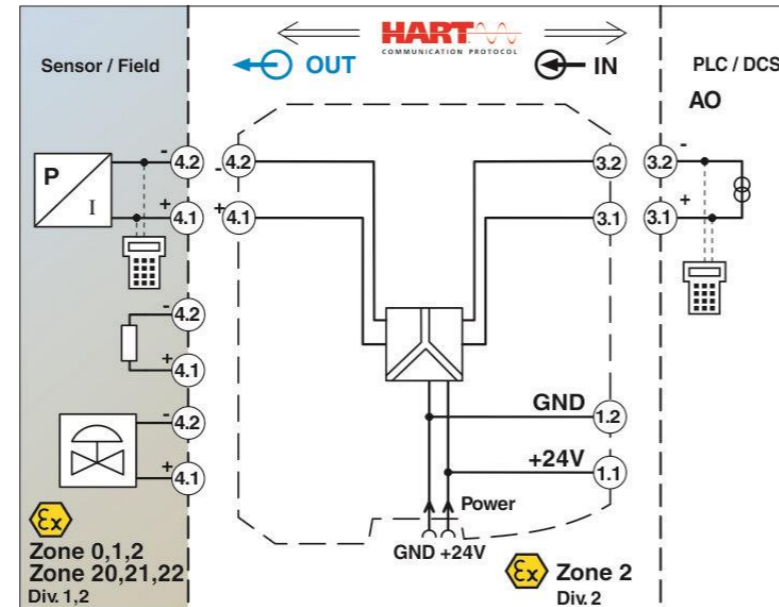 HART
COMMUNICATION PROTOCOL
Sensor / Field
OUT
IN
PLC / DCS
AO
P
I
- 4.2
+ 4.1
- 4.2
+ 4.1
- 4.2
+ 4.1
- 4.2
+ 4.1
3.2
3.1
3.2 -
3.1 +
GND 1.2
+24V 1.1
Power
GND +24V
Ex
Zone 0,1,2
Zone 20,21,22
Div. 1,2
Ex
Zone 2
Div. 2